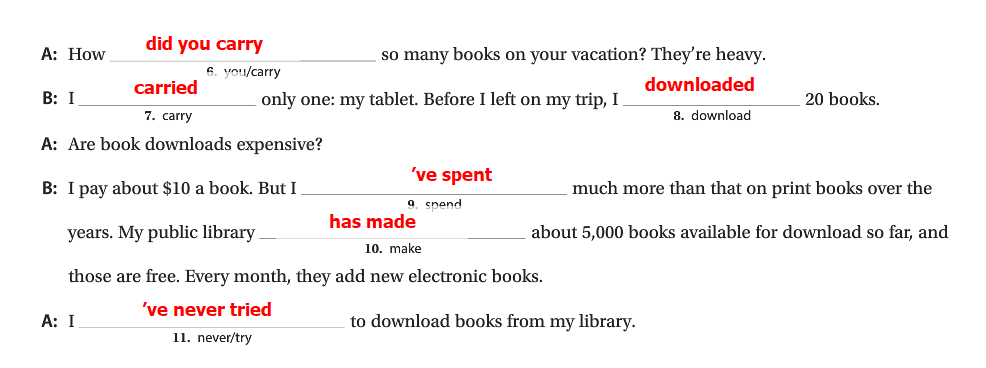 A: How did you carry so many books on your vacation? They're heavy.
6. you/carry
B: I carried only one: my tablet. Before I left on my trip, I downloaded 20 books.
7. carry 8. download
A: Are book downloads expensive?
B: I pay about $10 a book. But I 've spent much more than that on print books over the
9. spend
years. My public library has made about 5,000 books available for download so far, and
10. make
those are free. Every month, they add new electronic books.
A: I 've never tried to download books from my library.
11. never/try